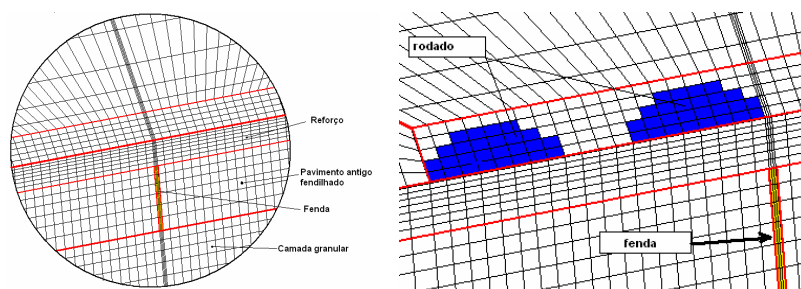 Reforço
Pavimento antigo
fendilhado
Fenda
Camada granular
rodado
fenda